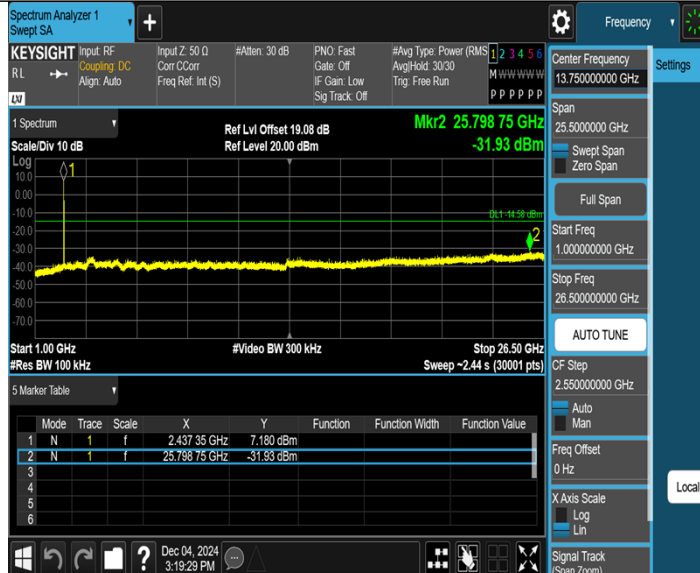 Spectrum Analyzer 1
Swept SA
+
Frequency
KEYSIGHT
RL
LXI
Input: RF
Coupling: DC
Align: Auto
Input Z: 50 Ω
Corr CCorr
Freq Ref: Int (S)
#Atten: 30 dB
PNO: Fast
Gate: Off
IF Gain: Low
Sig Track: Off
#Avg Type: Power (RMS
Avg|Hold: 30/30
Trig: Free Run
1 2 3 4 5 6
M W W W W W
P P P P P P
1 Spectrum
Scale/Div 10 dB
Ref Lvl Offset 19.08 dB
Ref Level 20.00 dBm
Mkr2 25.798 75 GHz
-31.93 dBm
Log
10.0
0.00
-10.0
-20.0
-30.0
-40.0
-50.0
-60.0
-70.0
1
DL1 -14.58 dBm
2
Start 1.00 GHz
#Res BW 100 kHz
#Video BW 300 kHz
Stop 26.50 GHz
Sweep ~2.44 s (30001 pts)
5 Marker Table
Mode Trace Scale X Y Function Function Width Function Value
1 N 1 f 2.437 35 GHz 7.180 dBm
2 N 1 f 25.798 75 GHz -31.93 dBm
3
4
5
6
Dec 04, 2024
3:19:29 PM
?
Center Frequency
13.750000000 GHz
Span
25.5000000 GHz
Swept Span
Zero Span
Full Span
Start Freq
1.000000000 GHz
Stop Freq
26.500000000 GHz
AUTO TUNE
CF Step
2.550000000 GHz
Auto
Man
Freq Offset
0 Hz
X Axis Scale
Log
Lin
Signal Track
(Span Zoom)
Settings
Local